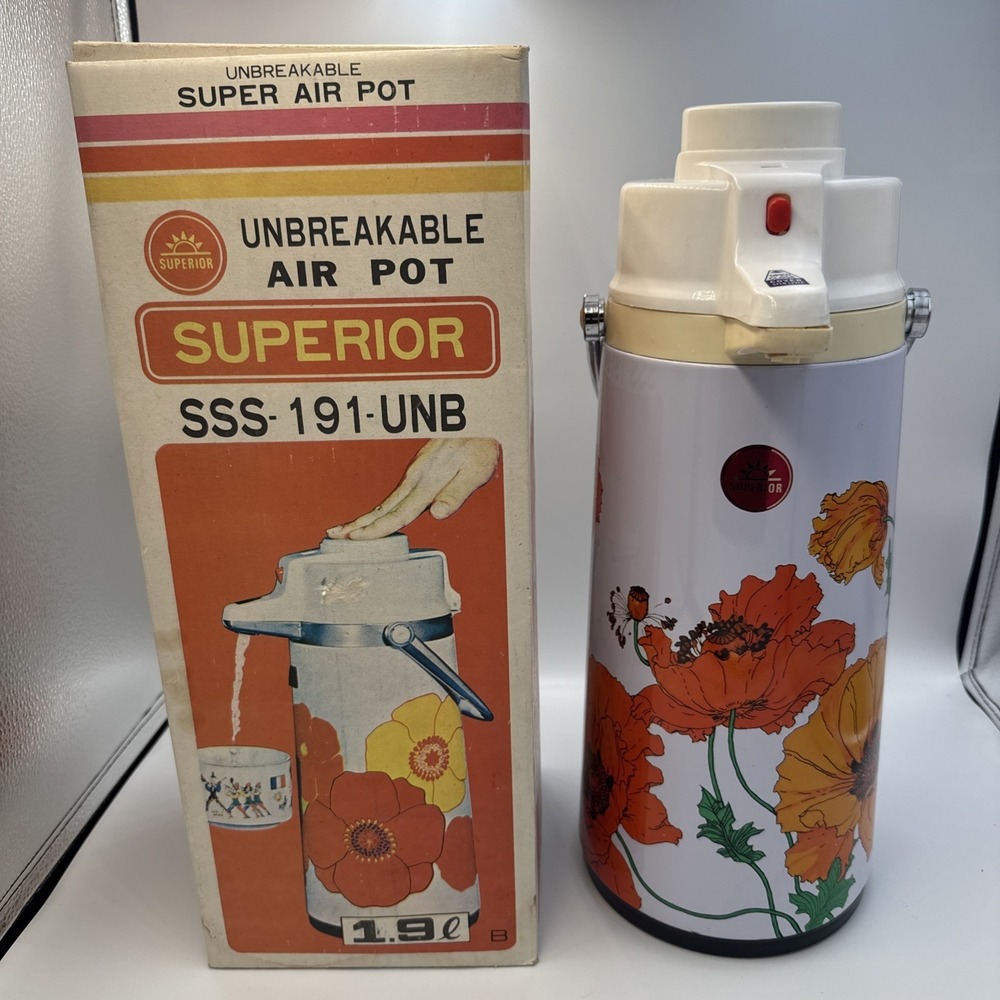 UNBREAKABLE
SUPER AIR POT
SUPERIOR
UNBREAKABLE
AIR POT
SUPERIOR
SSS-191-UNB
1.9ℓ
B
SUPERIOR